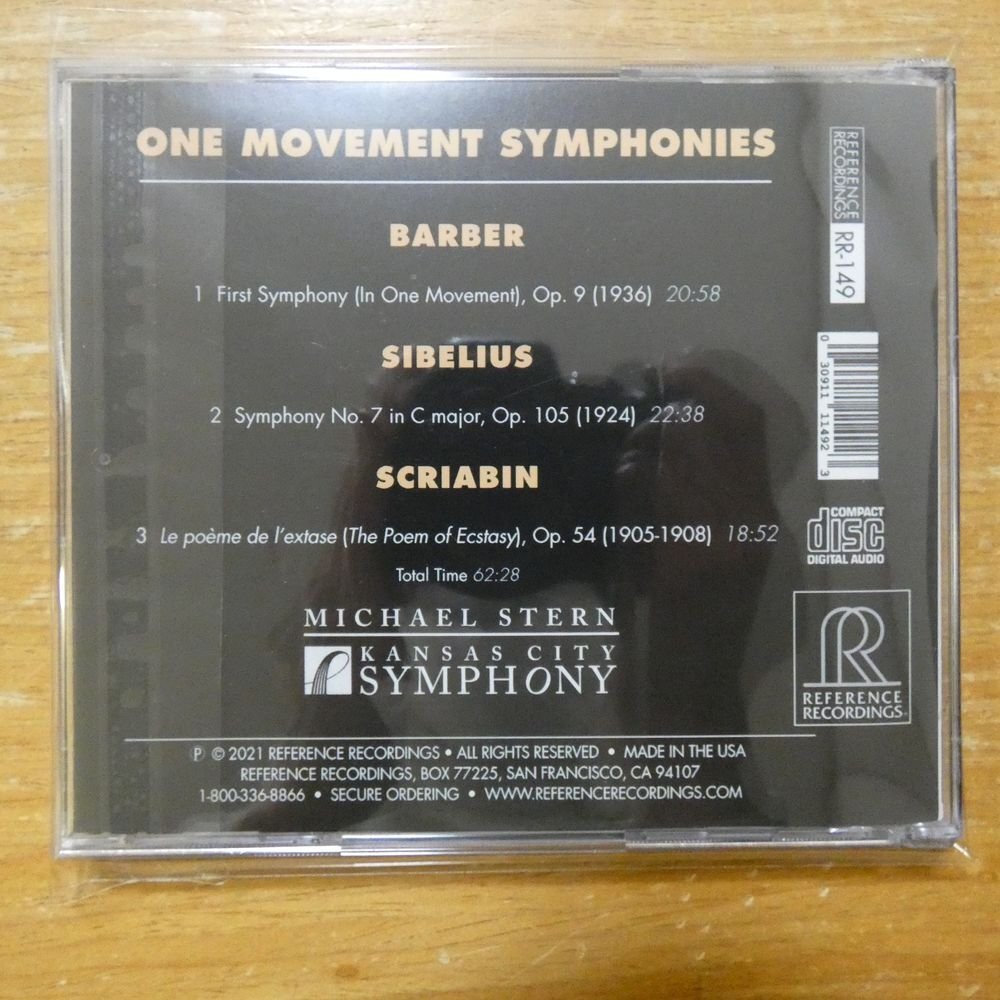 ONE MOVEMENT SYMPHONIES
BARBER
1 First Symphony (In One Movement), Op. 9 (1936) 20:58
SIBELIUS
2 Symphony No. 7 in C major, Op. 105 (1924) 22:38
SCRIABIN
3 Le poème de l'extase (The Poem of Ecstasy), Op. 54 (1905-1908) 18:52
Total Time 62:28
MICHAEL STERN
KANSAS CITY
SYMPHONY
℗ © 2021 REFERENCE RECORDINGS • ALL RIGHTS RESERVED • MADE IN THE USA
REFERENCE RECORDINGS, BOX 77225, SAN FRANCISCO, CA 94107
1-800-336-8866 • SECURE ORDERING • WWW.REFERENCERECORDINGS.COM
REFERENCE
RECORDINGS
RR-149
0 30911 11492 3
COMPACT
disc
DIGITAL AUDIO
R
REFERENCE
RECORDINGS®